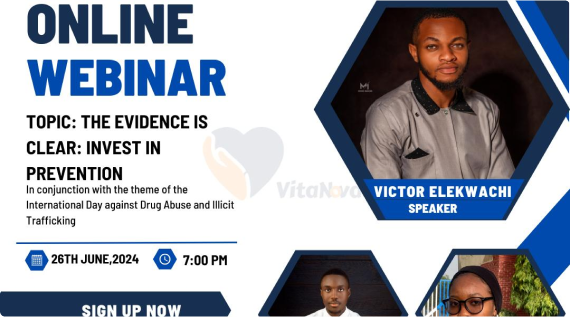 ONLINE
WEBINAR
TOPIC: THE EVIDENCE IS
CLEAR: INVEST IN
PREVENTION
In conjunction with the theme of the
International Day against Drug Abuse and Illicit
Trafficking
26TH JUNE,2024
7:00 PM
SIGN UP NOW
VitaNova
VICTOR ELEKWACHI
SPEAKER